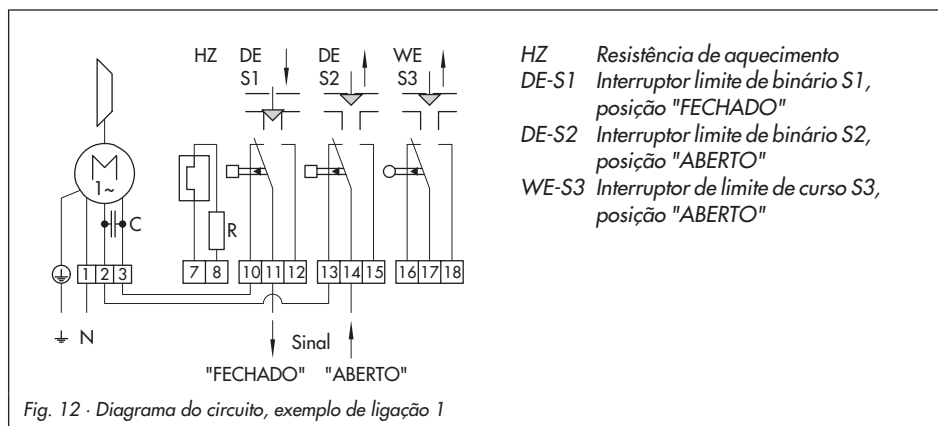 HZ DE DE WE
S1 S2 S3
M
1~
C
R
1 2 3 7 8 10 11 12 13 14 15 16 17 18
N
Sinal
"FECHADO" "ABERTO"
HZ Resistência de aquecimento
DE-S1 Interruptor limite de binário S1,
posição "FECHADO"
DE-S2 Interruptor limite de binário S2,
posição "ABERTO"
WE-S3 Interruptor de limite de curso S3,
posição "ABERTO"
Fig. 12 · Diagrama do circuito, exemplo de ligação 1